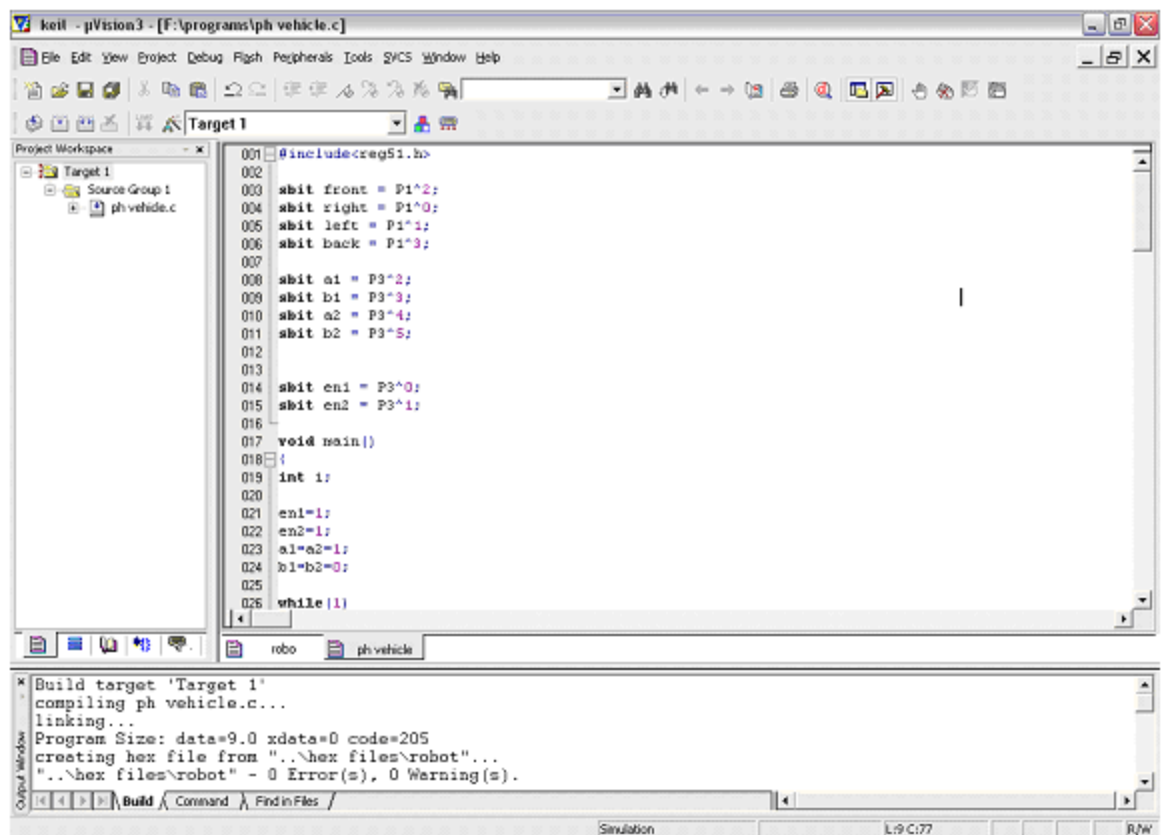 keil - µVision3 - [F:\programs\ph vehicle.c]
File Edit View Project Debug Flash Peripherals Tools SVCS Window Help
Target 1
Project Workspace
Target 1
Source Group 1
ph vehicle.c
001 #include<reg51.h>
002
003 sbit front = P1^2;
004 sbit right = P1^0;
005 sbit left = P1^1;
006 sbit back = P1^3;
007
008 sbit a1 = P3^2;
009 sbit b1 = P3^3;
010 sbit a2 = P3^4;
011 sbit b2 = P3^5;
012
013
014 sbit en1 = P3^0;
015 sbit en2 = P3^1;
016
017 void main()
018 {
019 int i;
020
021 en1=1;
022 en2=1;
023 a1=a2=1;
024 b1=b2=0;
025
026 while(1)
robo ph vehicle
Output Window
Build target 'Target 1'
compiling ph vehicle.c...
linking...
Program Size: data=9.0 xdata=0 code=205
creating hex file from "..\hex files\robot"...
"..\hex files\robot" - 0 Error(s), 0 Warning(s).
Build Command Find in Files
Simulation L:9 C:77 R/W